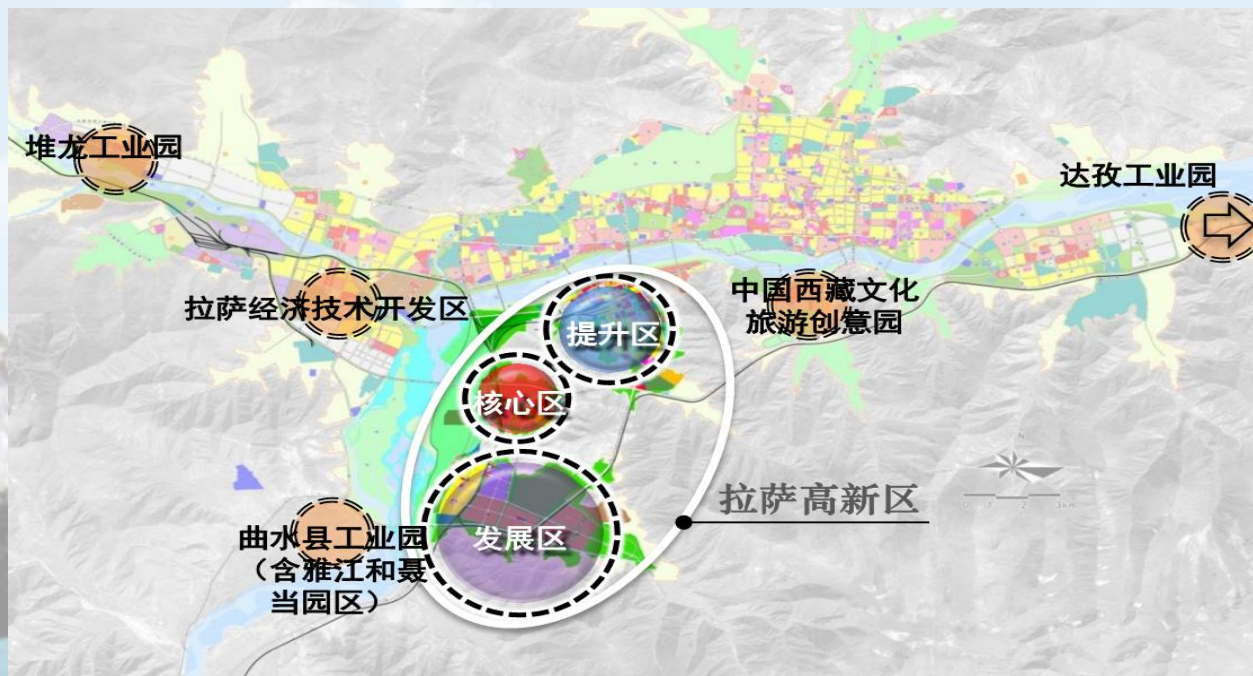 堆龙工业园
达孜工业园
拉萨经济技术开发区
提升区
中国西藏文化
旅游创意园
核心区
拉萨高新区
曲水县工业园
（含雅江和聂
当园区）
发展区